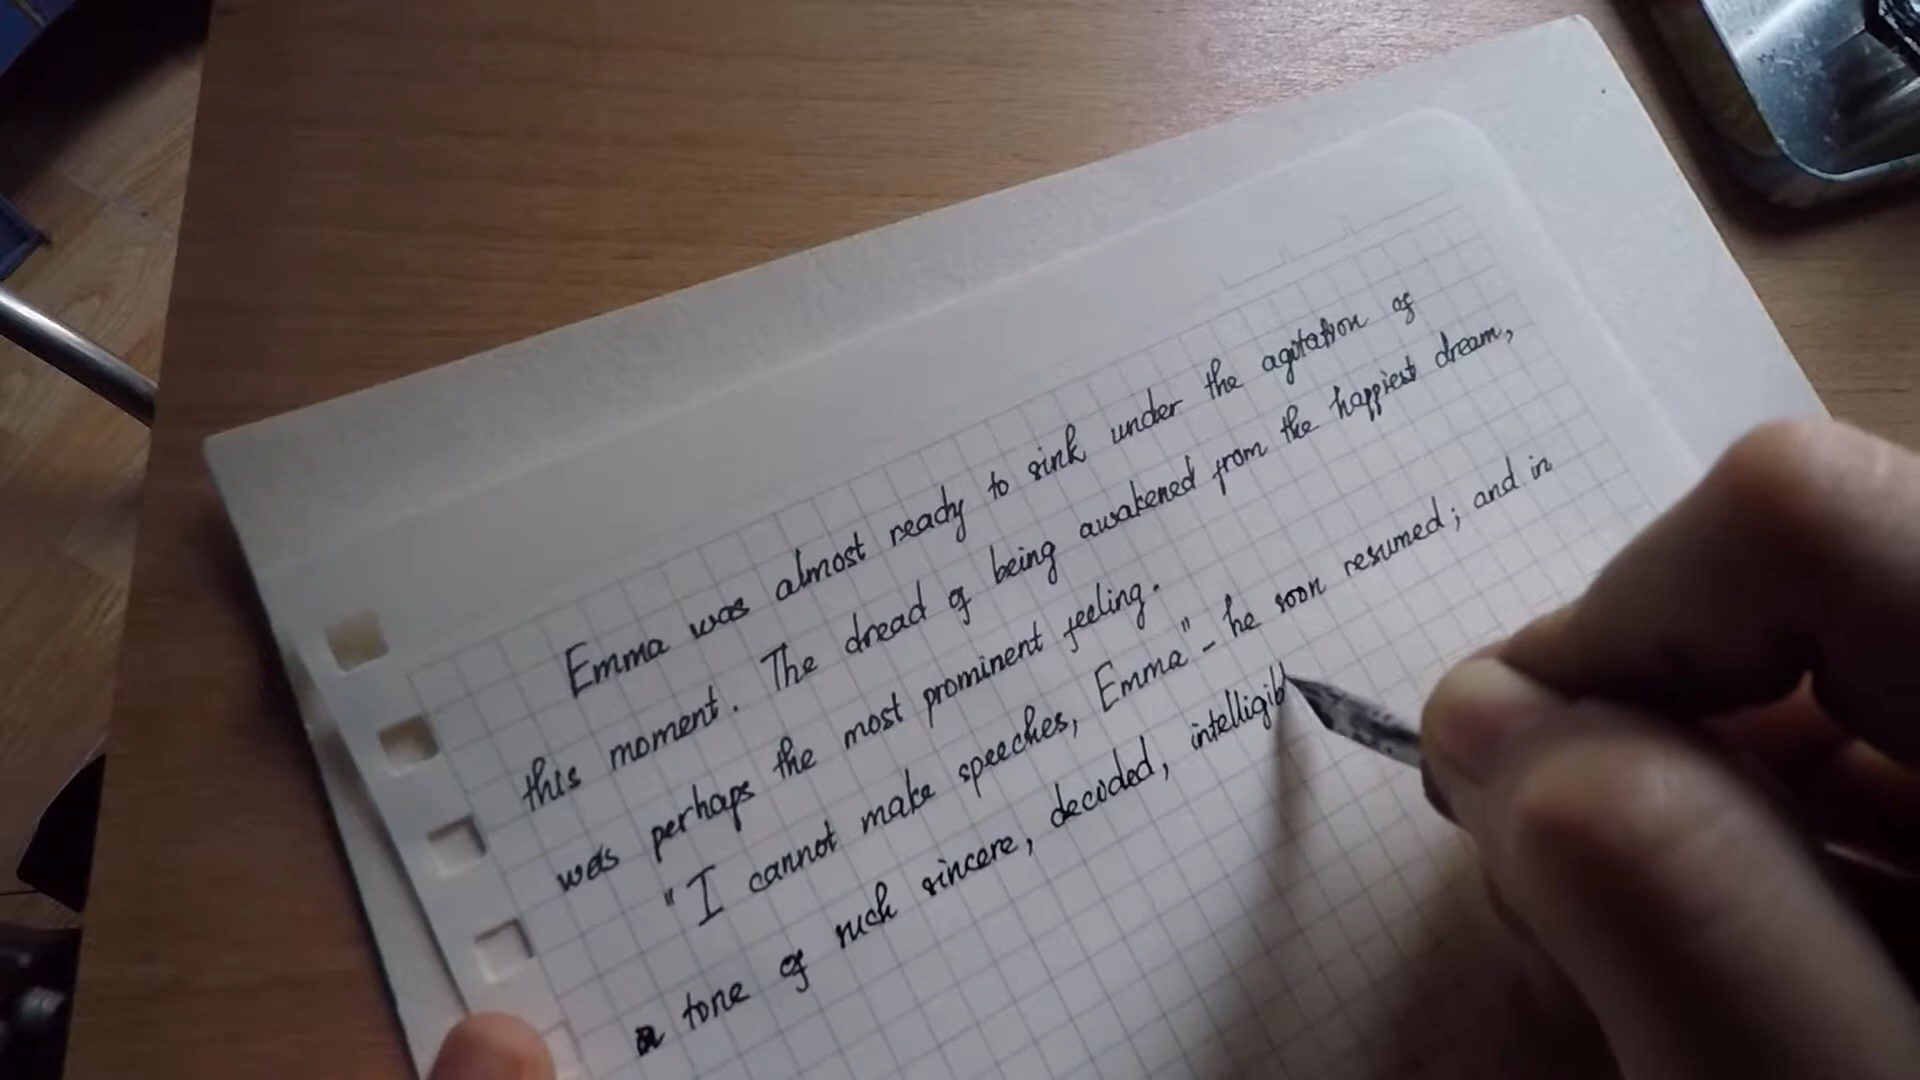 Emma was almost ready to sink under the agitation of
this moment. The dread of being awakened from the happiest dream,
was perhaps the most prominent feeling.
"I cannot make speeches, Emma" - he soon resumed; and in
a tone of such sincere, decided, intelligib